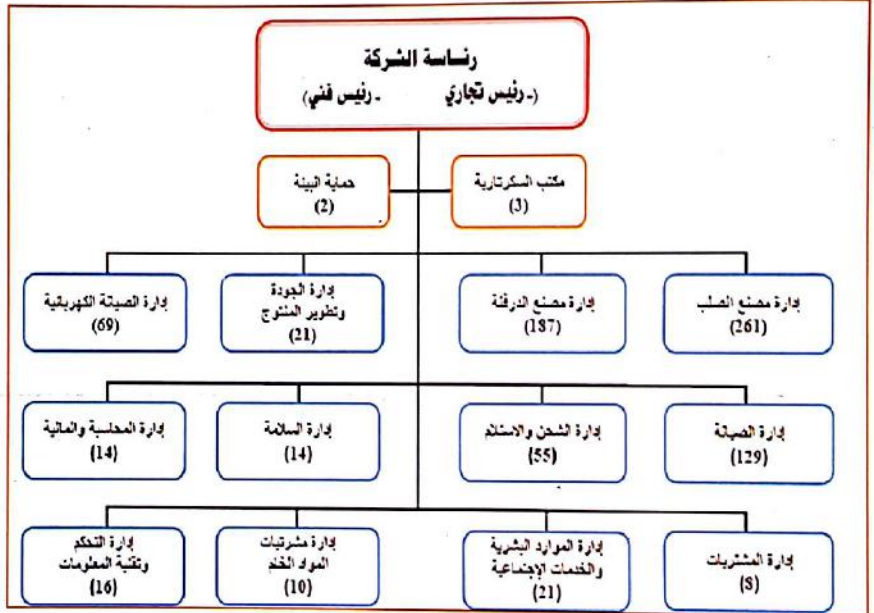 رئاسة الشركة
(- رئيس تجاري - رئيس فني)
مكتب السكرتارية
(3)
حماية البيئة
(2)
إدارة مصنع الصلب
(261)
إدارة مصنع الدرفلة
(187)
إدارة الجودة
وتطوير المنتوج
(21)
إدارة الصيانة الكهربائية
(69)
إدارة الصيانة
(129)
إدارة الشحن والاستلام
(55)
إدارة السلامة
(14)
إدارة المحاسبة والمالية
(14)
إدارة المشتريات
(8)
إدارة الموارد البشرية
والخدمات الإجتماعية
(21)
إدارة مشتريات
المواد الخام
(10)
إدارة التحكم
وتقنية المعلومات
(16)